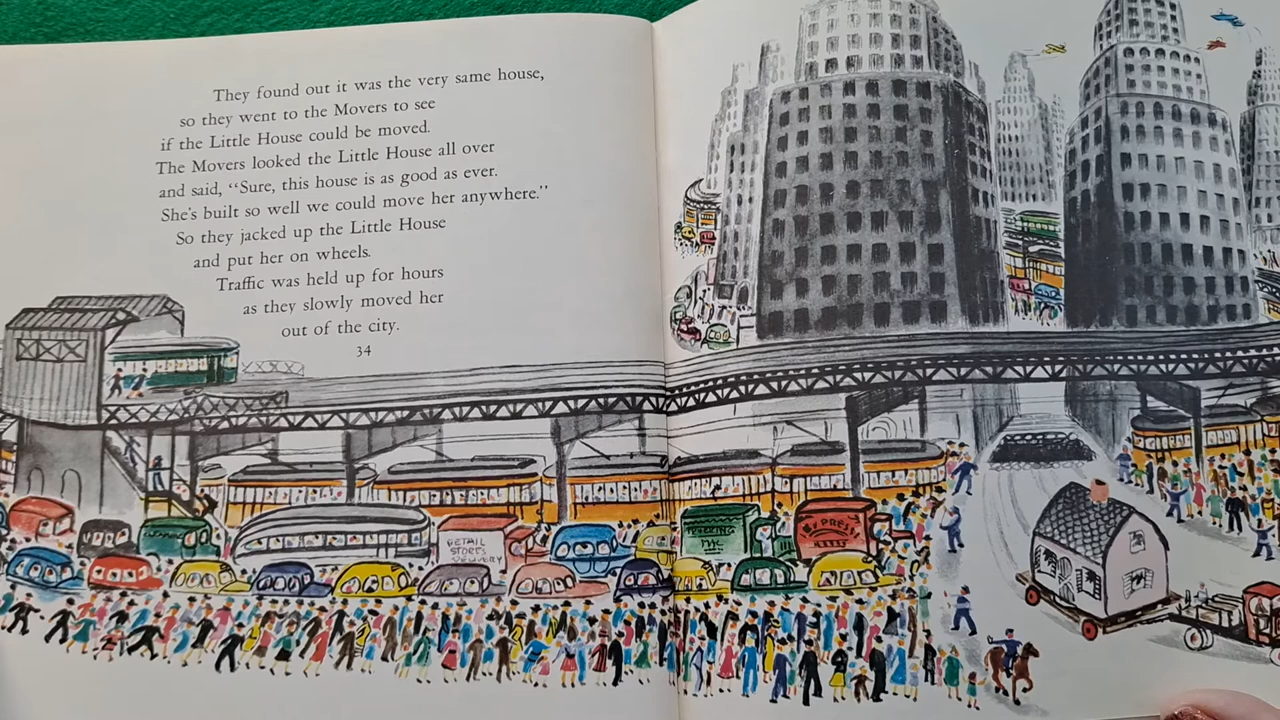 They found out it was the very same house,
so they went to the Movers to see
if the Little House could be moved.
The Movers looked the Little House all over
and said, “Sure, this house is as good as ever.
She's built so well we could move her anywhere.”
So they jacked up the Little House
and put her on wheels.
Traffic was held up for hours
as they slowly moved her
out of the city.
34
RETAIL
STORES
DELIVERY
INC.
EXPRESS